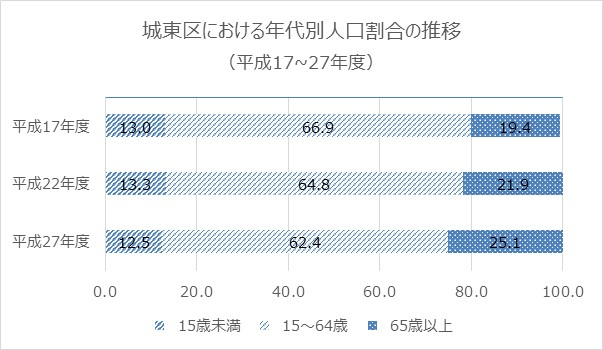 城東区における年代別人口割合の推移
（平成17~27年度）
平成17年度 13.0 66.9 19.4
平成22年度 13.3 64.8 21.9
平成27年度 12.5 62.4 25.1
0.0 20.0 40.0 60.0 80.0 100.0
15歳未満 15～64歳 65歳以上